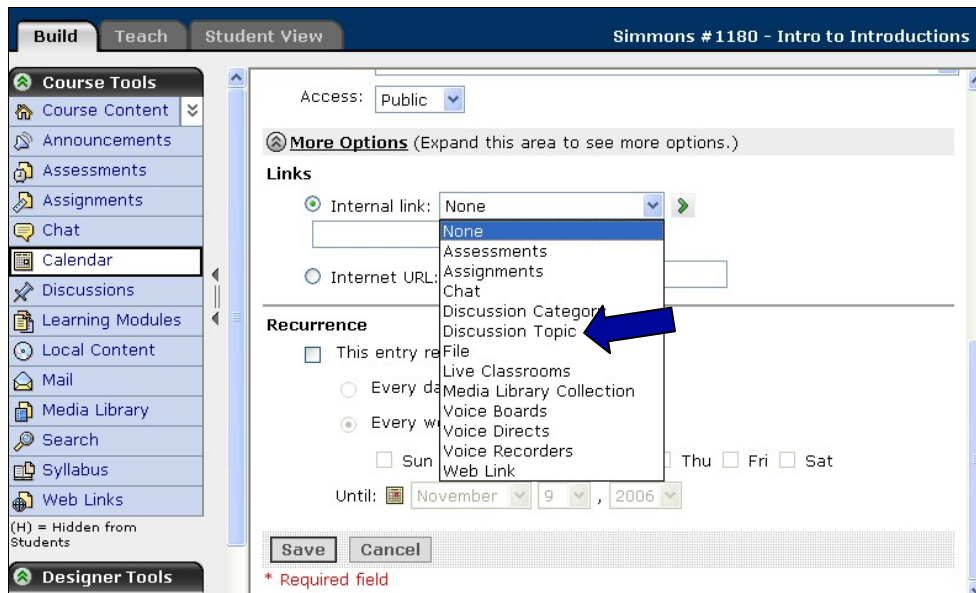 Build Teach Student View Simmons #1180 - Intro to Introductions
Course Tools
Course Content
Announcements
Assessments
Assignments
Chat
Calendar
Discussions
Learning Modules
Local Content
Mail
Media Library
Search
Syllabus
Web Links
(H) = Hidden from
Students
Designer Tools
Access: Public
More Options (Expand this area to see more options.)
Links
Internal link: None
None
Assessments
Assignments
Chat
Discussion Category
Discussion Topic
File
Live Classrooms
Media Library Collection
Voice Boards
Voice Directs
Voice Recorders
Web Link
Internet URL:
Recurrence
This entry re
Every da
Every w
Sun Thu Fri Sat
Until: November 9 , 2006
Save Cancel
* Required field